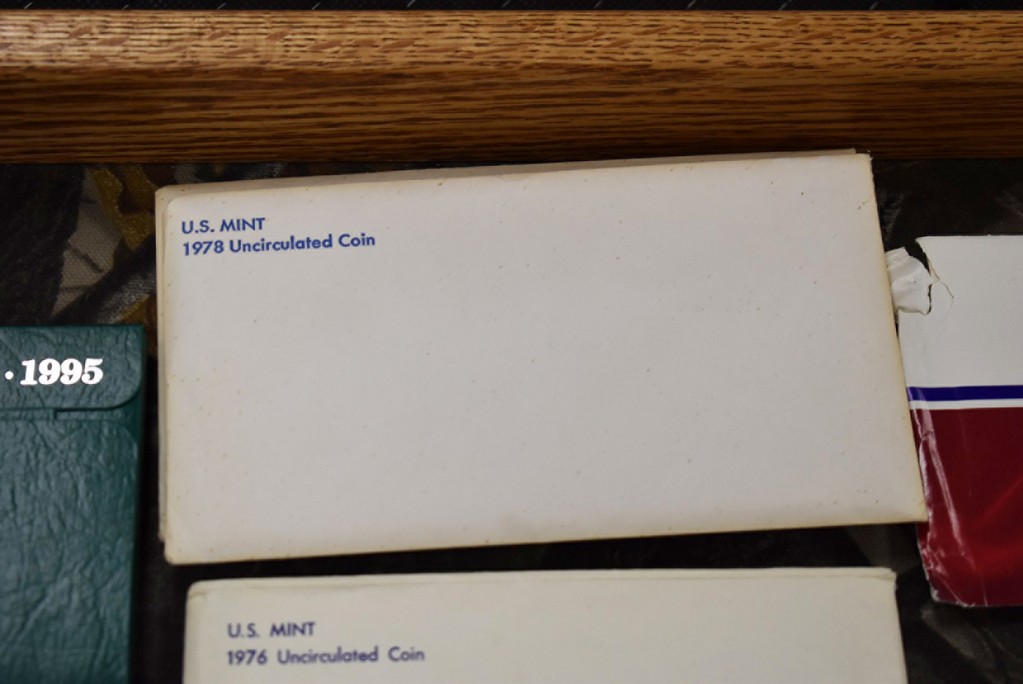 U.S. MINT
1978 Uncirculated Coin
· 1995
U.S. MINT
1976 Uncirculated Coin